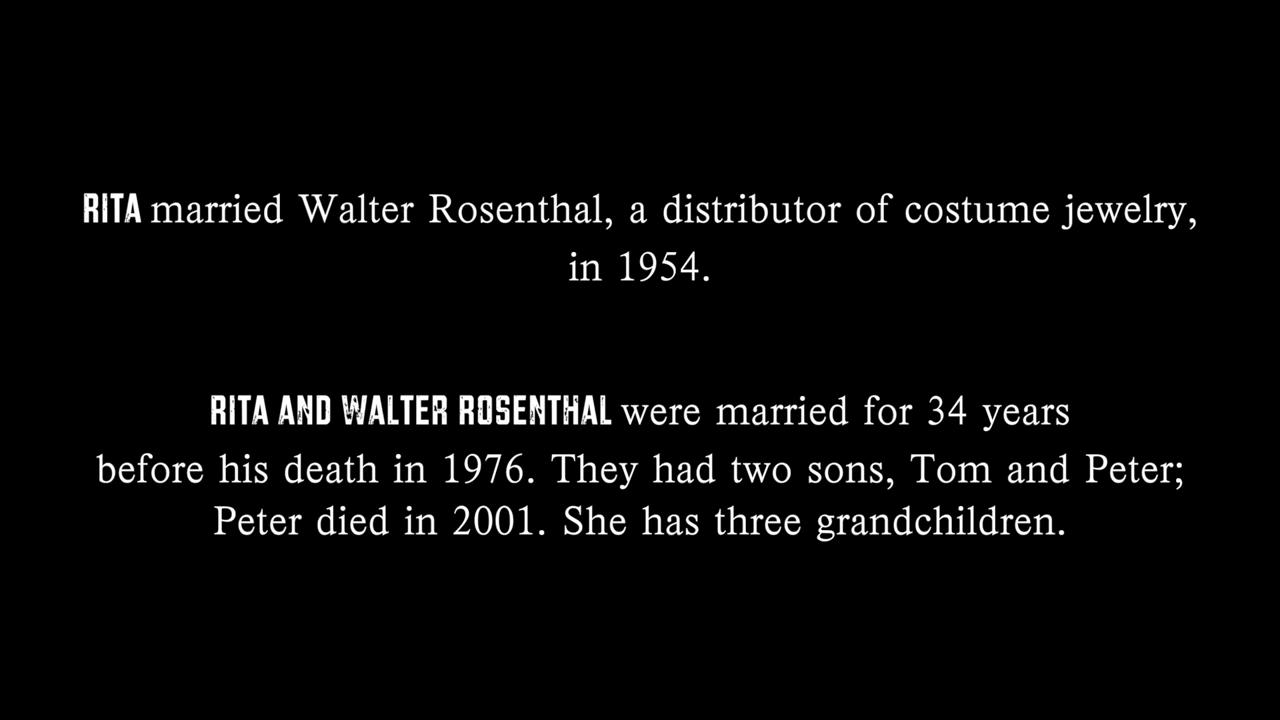 RITA married Walter Rosenthal, a distributor of costume jewelry,
in 1954.
RITA AND WALTER ROSENTHAL were married for 34 years
before his death in 1976. They had two sons, Tom and Peter;
Peter died in 2001. She has three grandchildren.